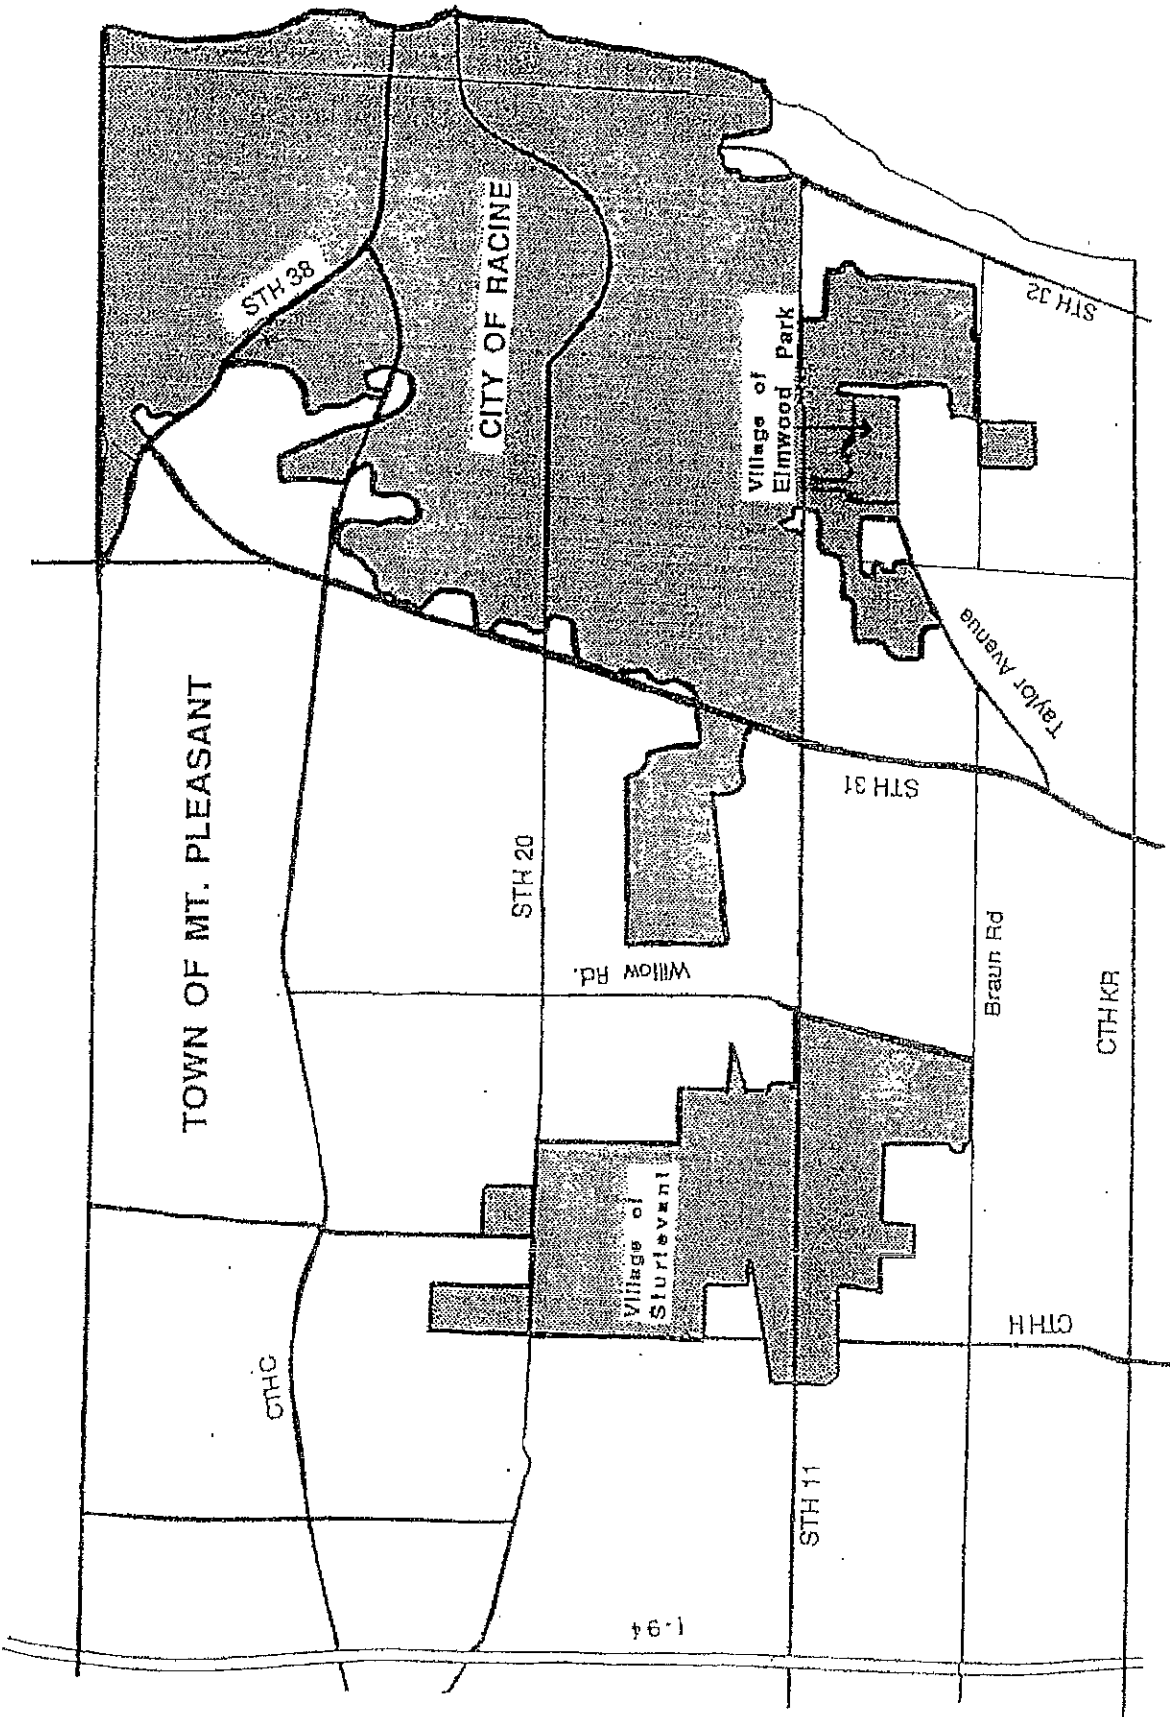 TOWN OF MT. PLEASANT
CITY OF RACINE
STH 38
Village of
Elmwood Park
STH 32
Taylor Avenue
STH 31
STH 20
Willow Rd.
Braun Rd
CTH KR
Village of
Sturtevant
CTH C
CTH H
STH 11
I-94